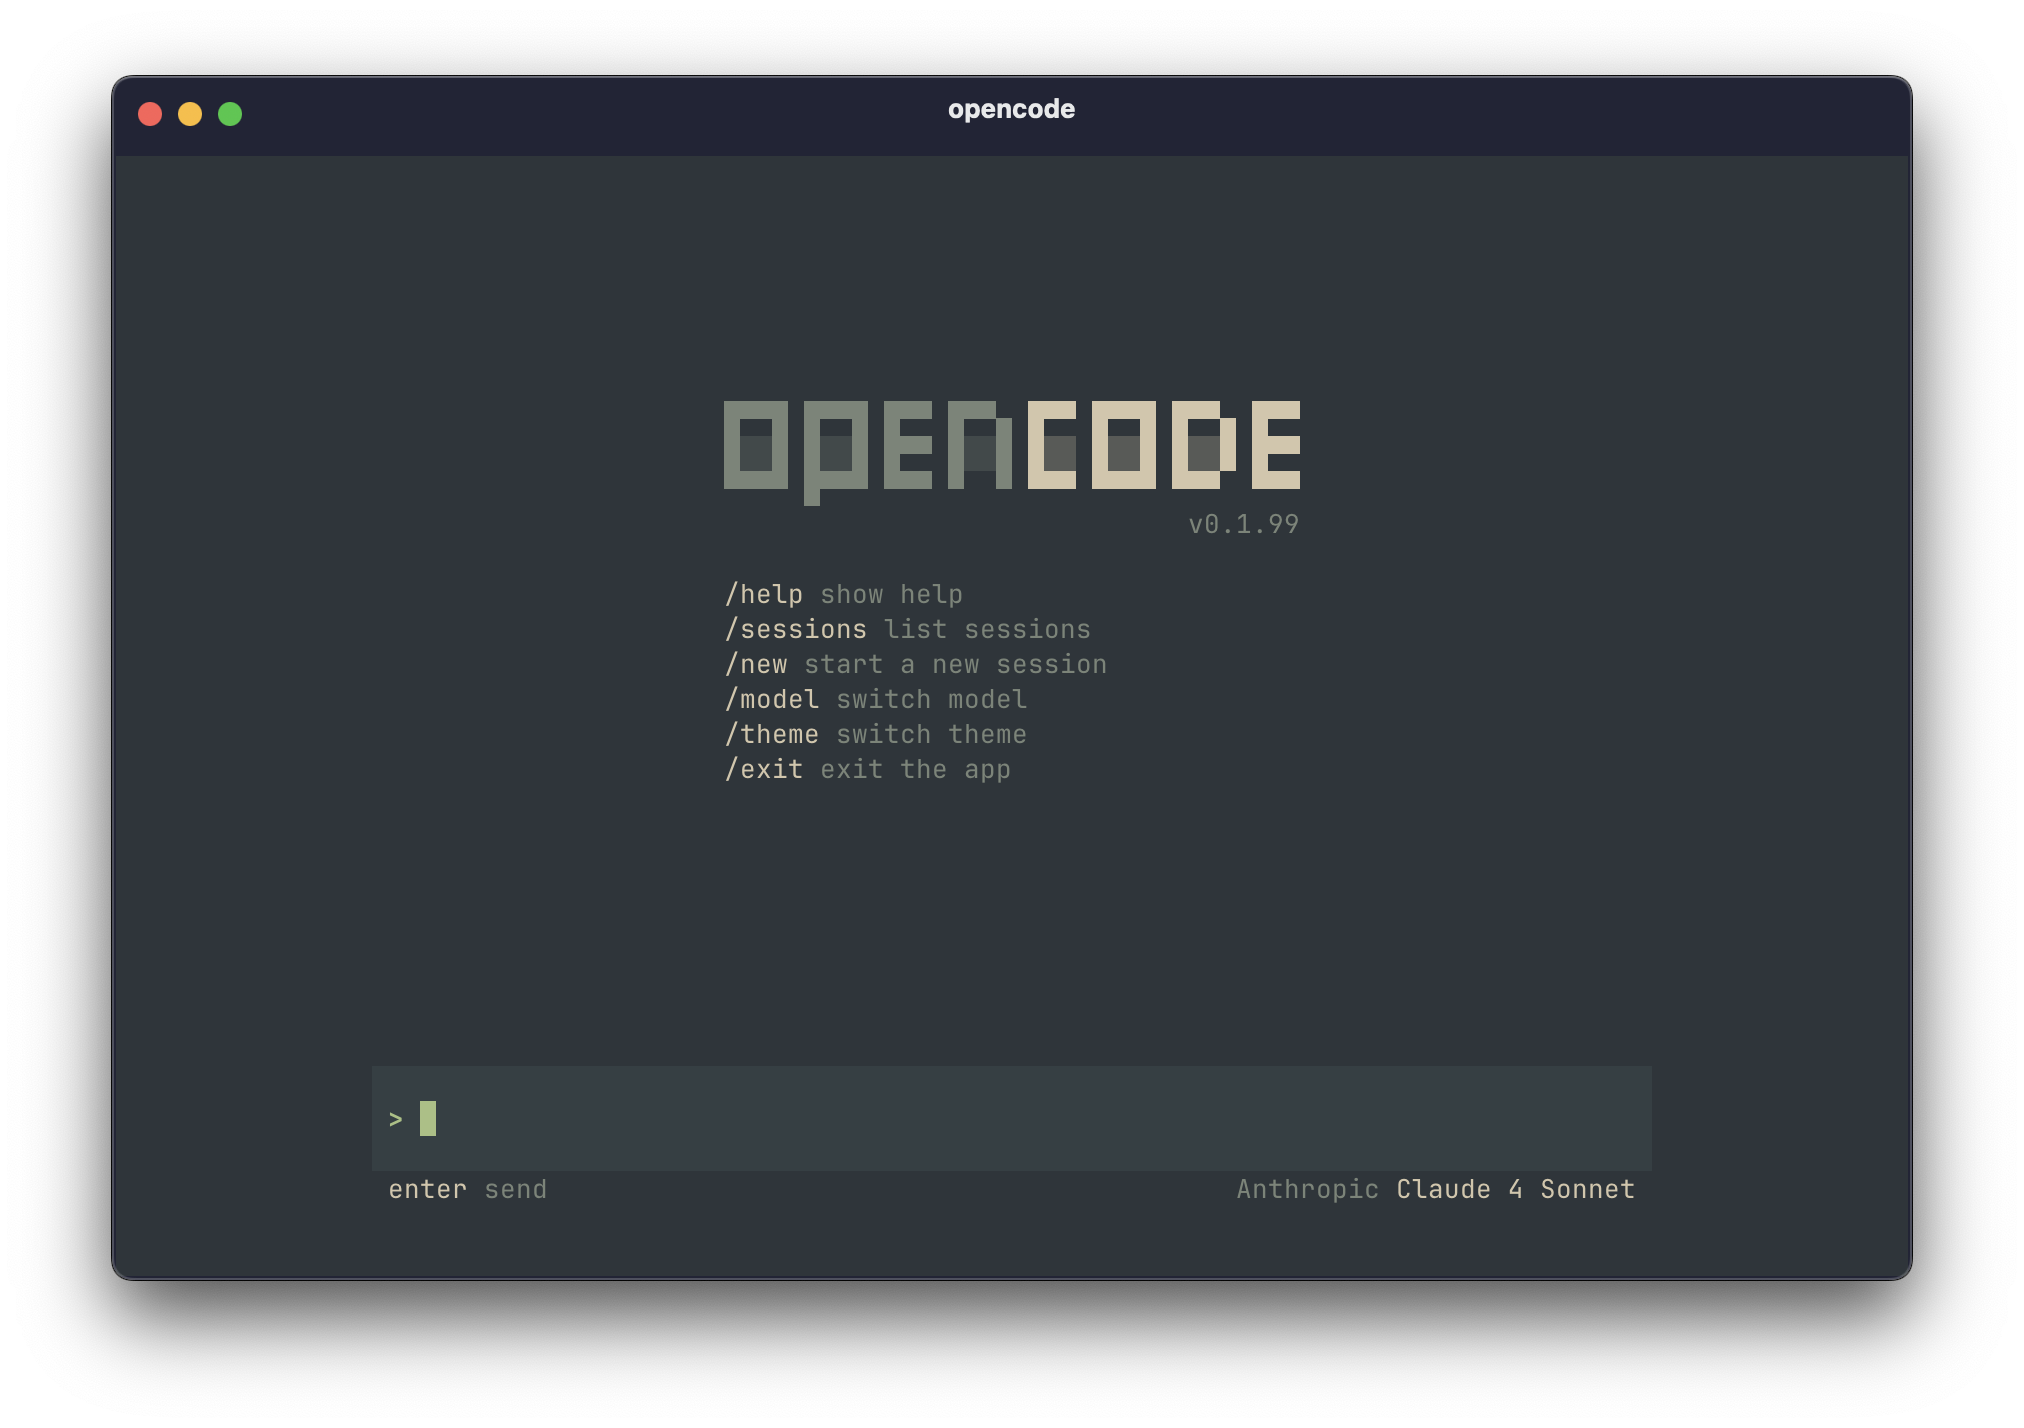 opencode
opencode
v0.1.99
/help show help
/sessions list sessions
/new start a new session
/model switch model
/theme switch theme
/exit exit the app
>
enter send
Anthropic Claude 4 Sonnet